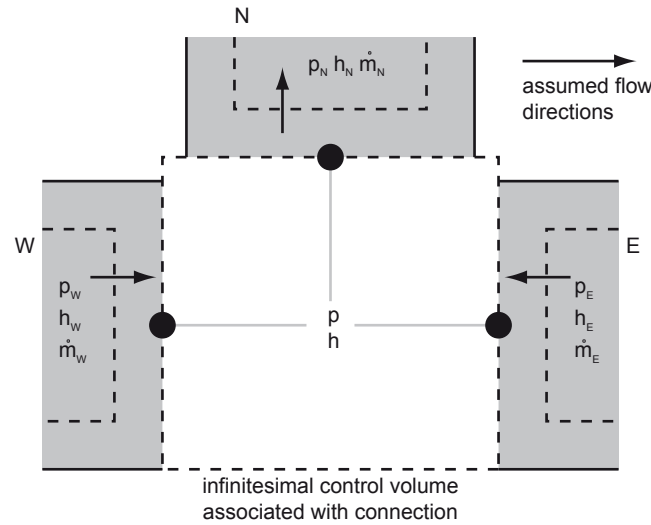 N
p_N h_N ṁ_N
assumed flow
directions
W
E
p_W
h_W
ṁ_W
p
h
p_E
h_E
ṁ_E
infinitesimal control volume
associated with connection